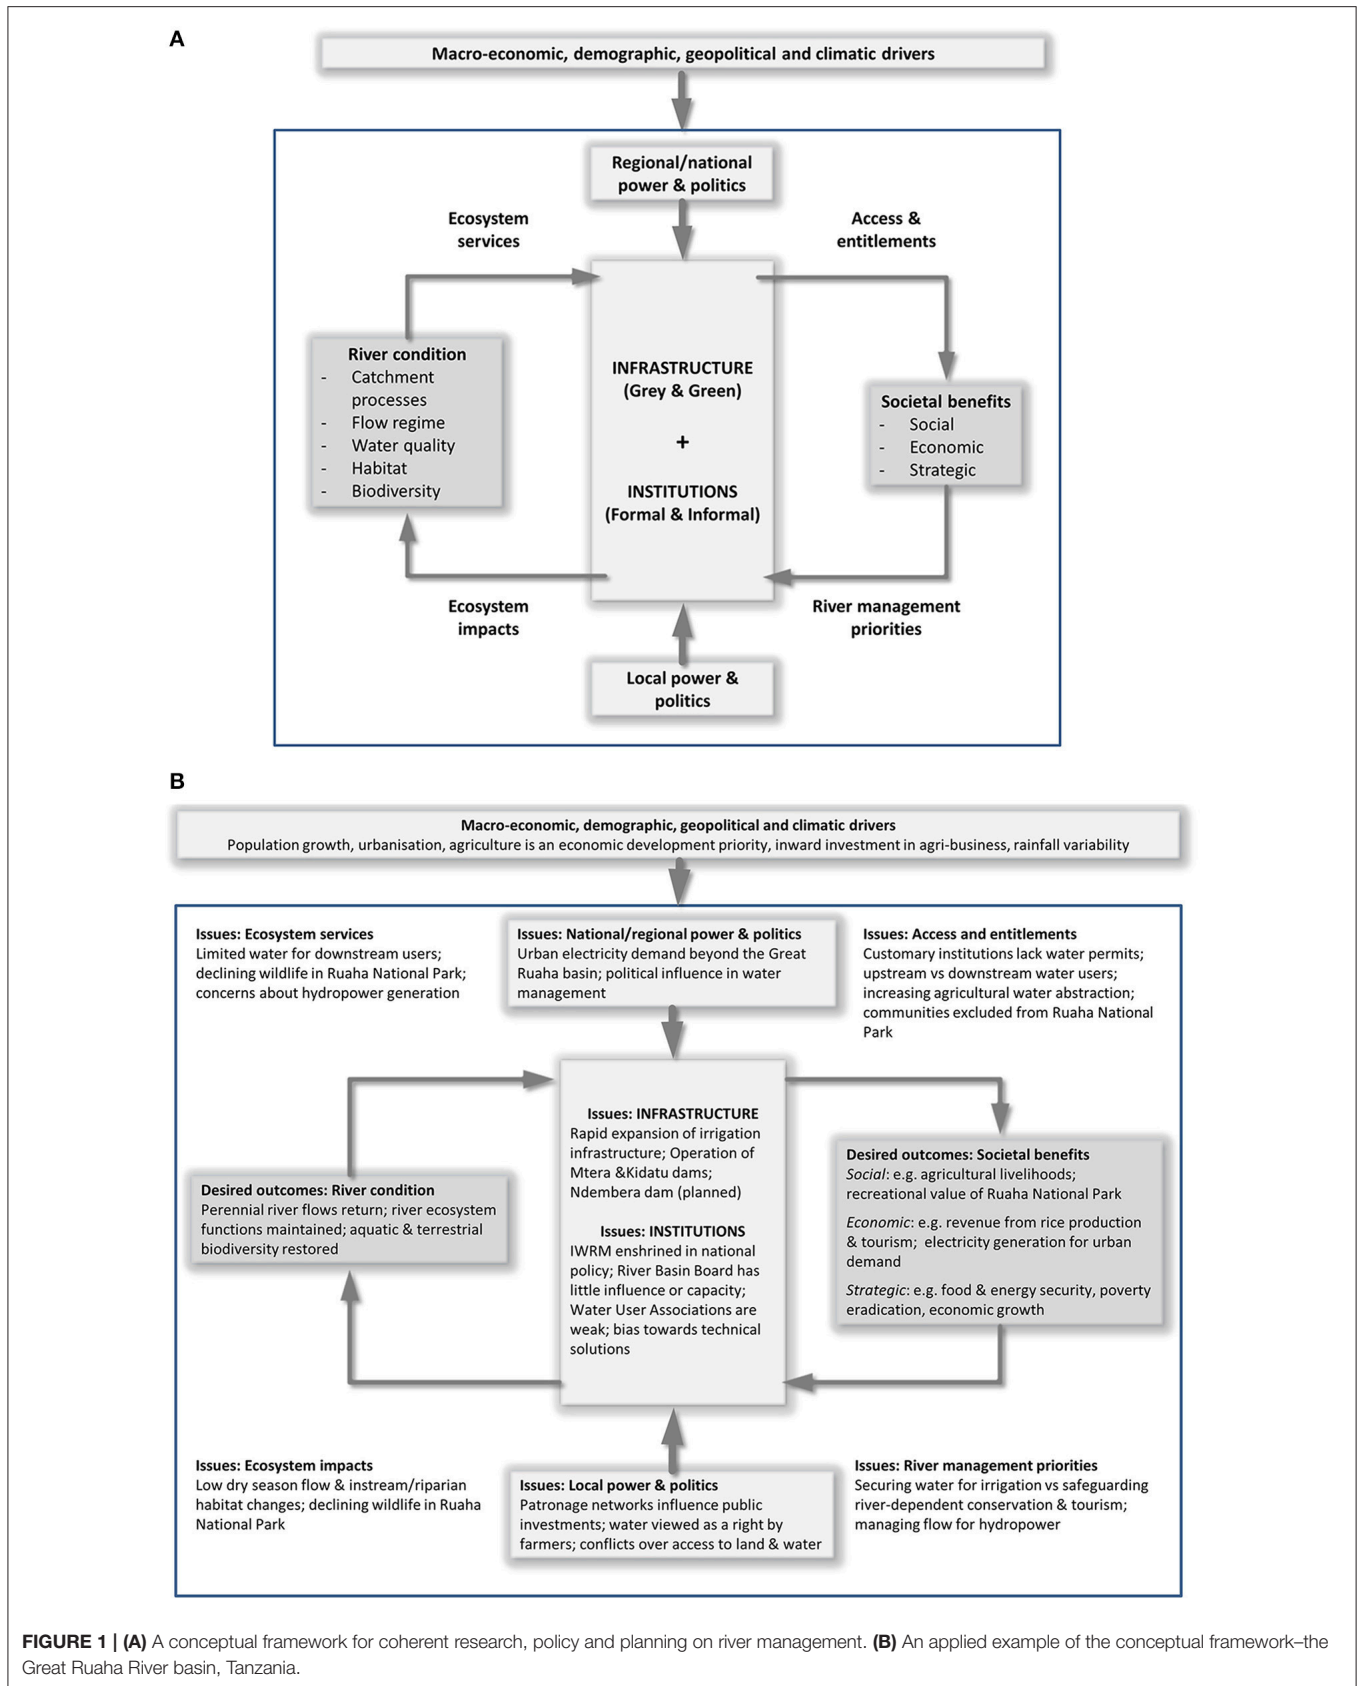 A
Macro-economic, demographic, geopolitical and climatic drivers
Regional/national
power & politics
Ecosystem
services
Access &
entitlements
River condition
- Catchment
processes
- Flow regime
- Water quality
- Habitat
- Biodiversity
INFRASTRUCTURE
(Grey & Green)
+
INSTITUTIONS
(Formal & Informal)
Societal benefits
- Social
- Economic
- Strategic
Ecosystem
impacts
River management
priorities
Local power &
politics
B
Macro-economic, demographic, geopolitical and climatic drivers
Population growth, urbanisation, agriculture is an economic development priority, inward investment in agri-business, rainfall variability
Issues: Ecosystem services
Limited water for downstream users;
declining wildlife in Ruaha National Park;
concerns about hydropower generation
Issues: National/regional power & politics
Urban electricity demand beyond the Great
Ruaha basin; political influence in water
management
Issues: Access and entitlements
Customary institutions lack water permits;
upstream vs downstream water users;
increasing agricultural water abstraction;
communities excluded from Ruaha National
Park
Desired outcomes: River condition
Perennial river flows return; river ecosystem
functions maintained; aquatic & terrestrial
biodiversity restored
Issues: INFRASTRUCTURE
Rapid expansion of irrigation
infrastructure; Operation of
Mtera &Kidatu dams;
Ndembera dam (planned)
Issues: INSTITUTIONS
IWRM enshrined in national
policy; River Basin Board has
little influence or capacity;
Water User Associations are
weak; bias towards technical
solutions
Desired outcomes: Societal benefits
Social: e.g. agricultural livelihoods;
recreational value of Ruaha National Park
Economic: e.g. revenue from rice production
& tourism; electricity generation for urban
demand
Strategic: e.g. food & energy security, poverty
eradication, economic growth
Issues: Ecosystem impacts
Low dry season flow & instream/riparian
habitat changes; declining wildlife in Ruaha
National Park
Issues: Local power & politics
Patronage networks influence public
investments; water viewed as a right by
farmers; conflicts over access to land & water
Issues: River management priorities
Securing water for irrigation vs safeguarding
river-dependent conservation & tourism;
managing flow for hydropower
FIGURE 1 | (A) A conceptual framework for coherent research, policy and planning on river management. (B) An applied example of the conceptual framework–the
Great Ruaha River basin, Tanzania.